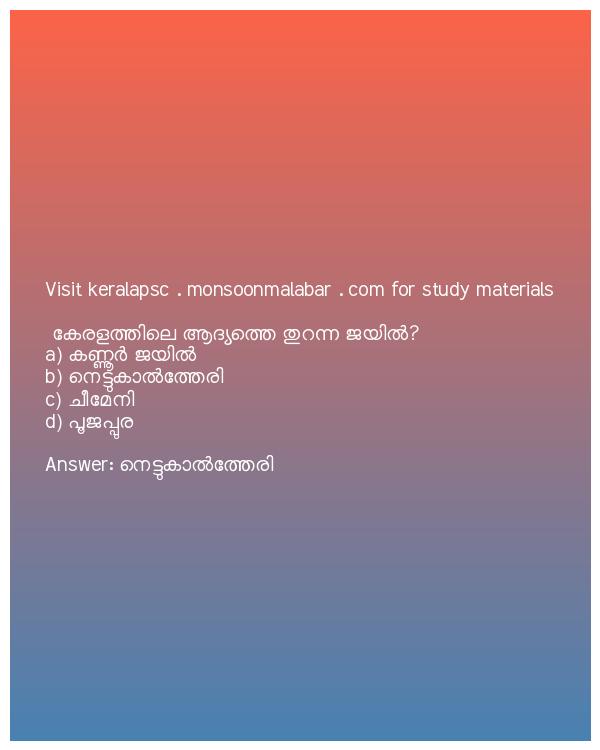 Visit keralapsc . monsoonmalabar . com for study materials
കേരളത്തിലെ ആദ്യത്തെ തുറന്ന ജയിൽ?
a) കണ്ണൂർ ജയിൽ
b) നെട്ടുകാൽത്തേരി
c) ചീമേനി
d) പൂജപ്പുര
Answer: നെട്ടുകാൽത്തേരി